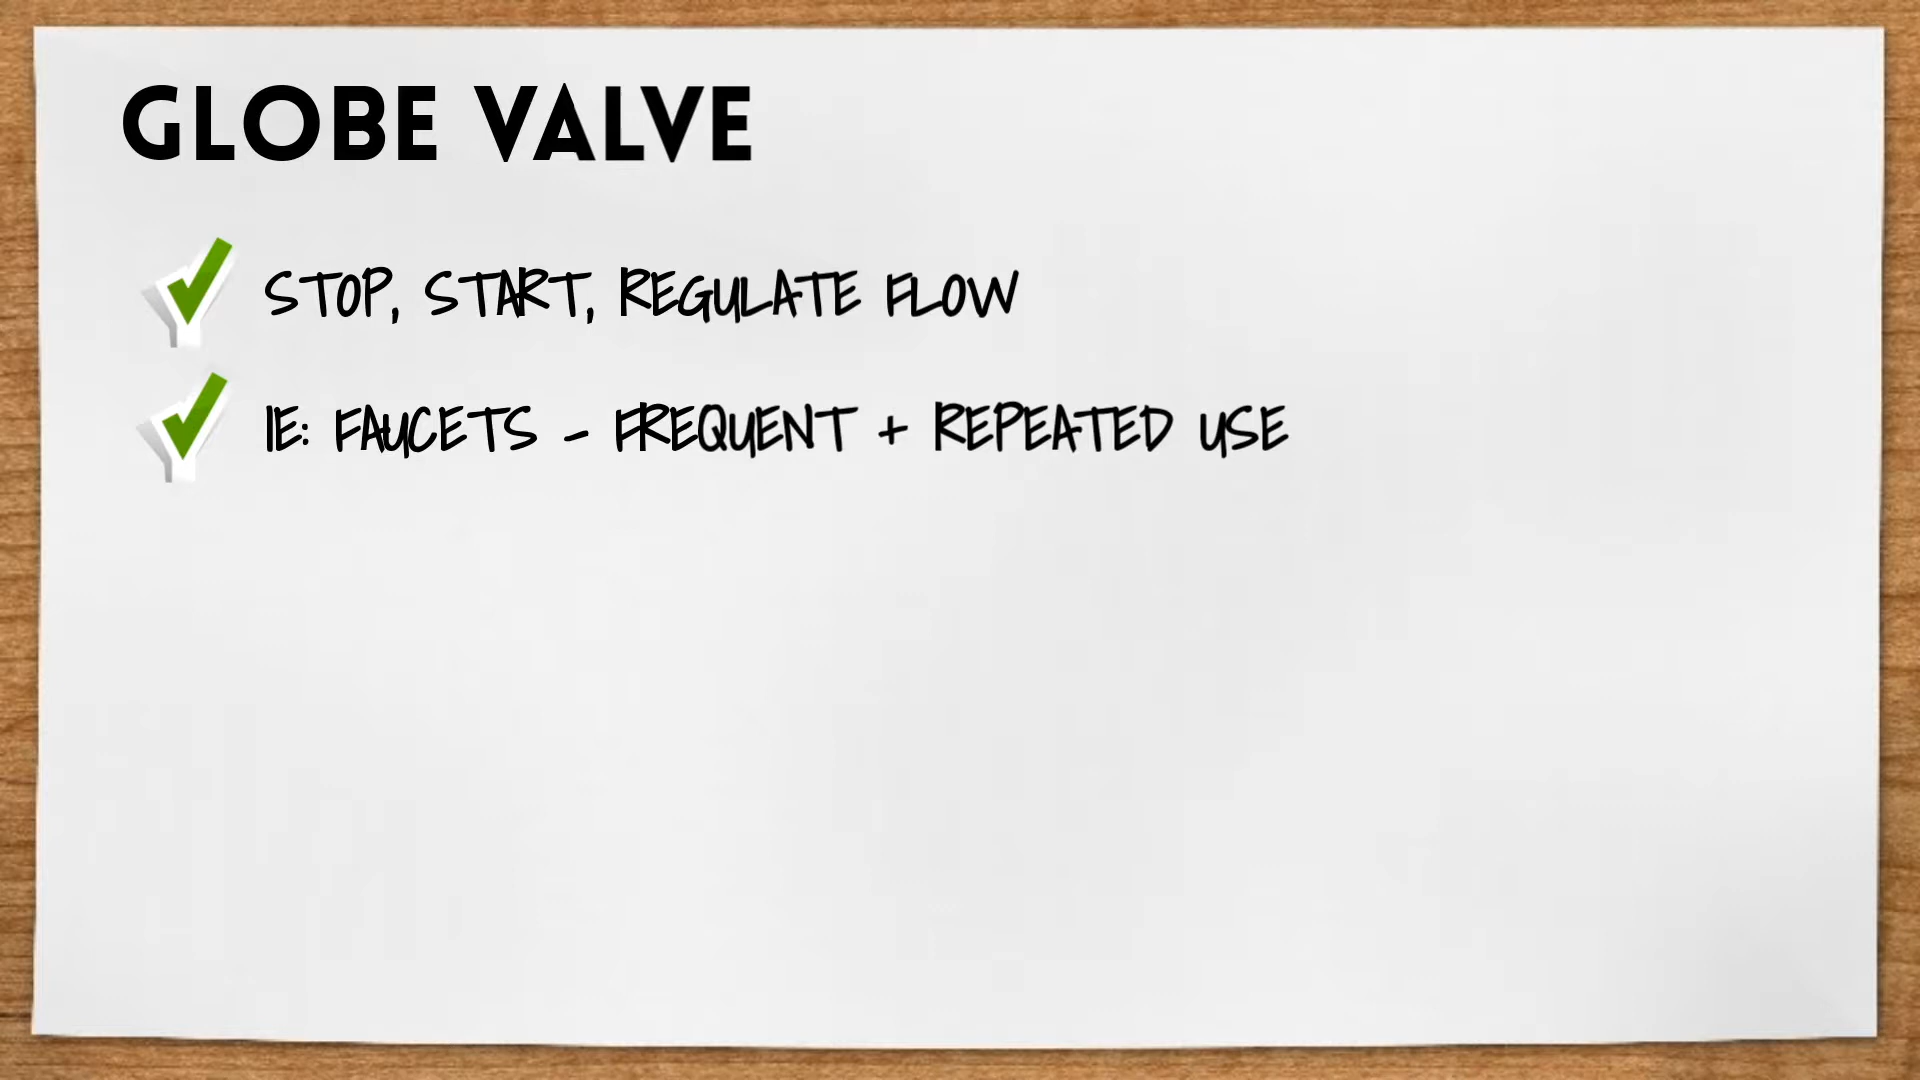 GLOBE VALVE
STOP, START, REGULATE FLOW
IE: FAUCETS - FREQUENT + REPEATED USE